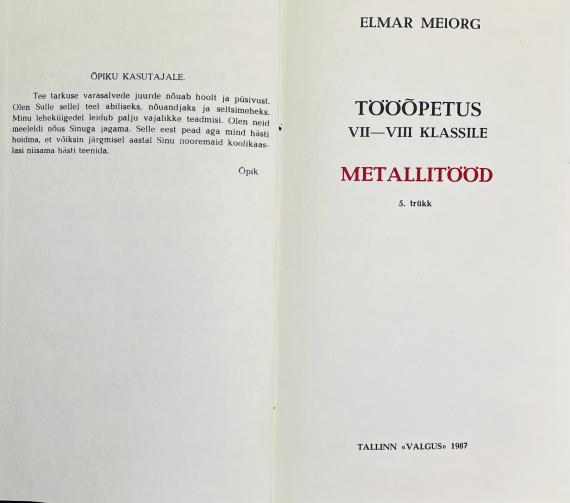 ÕPIKU KASUTAJALE.
Tee tarkuse varasalvede juurde nõuab hoolt ja püsivust.
Olen Sulle sellel teel abiliseks, nõuandjaks ja seltsimeheks.
Minu lehekülgedel leidub palju vajalikke teadmisi. Olen neid
meeleldi nõus Sinuga jagama. Selle eest pead aga mind hästi
hoidma, et võiksin järgmisel aastal Sinu nooremaid koolikaas-
lasi niisama hästi teenida.
Õpik
ELMAR MEIORG
TÖÖÕPETUS
VII—VIII KLASSILE
METALLITÖÖD
5. trükk
TALLINN «VALGUS» 1987